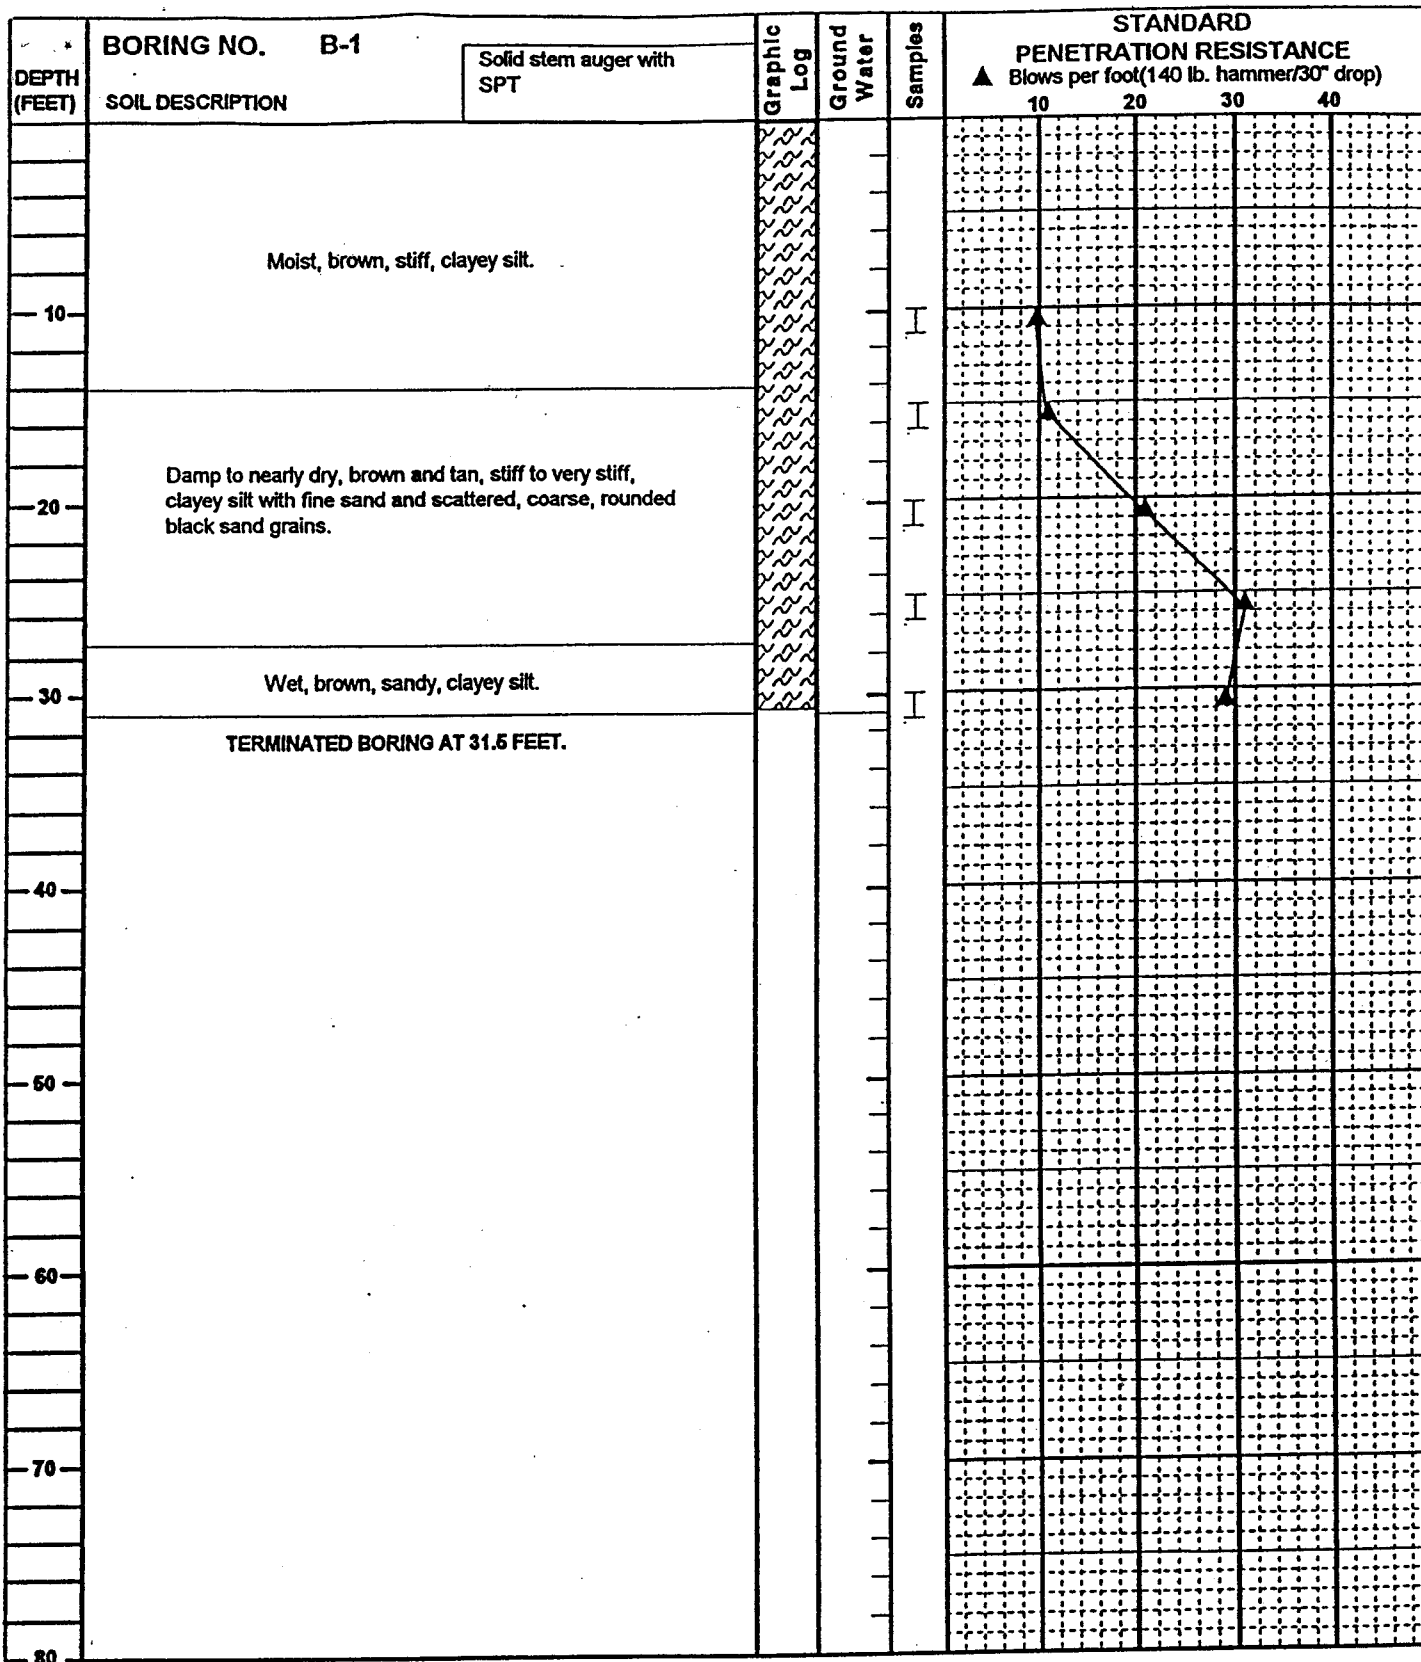 BORING NO. B-1
Solid stem auger with
SPT
DEPTH
(FEET)
SOIL DESCRIPTION
Graphic
Log
Ground
Water
Samples
STANDARD
PENETRATION RESISTANCE
▲ Blows per foot(140 lb. hammer/30" drop)
10 20 30 40
Moist, brown, stiff, clayey silt.
10
Damp to nearly dry, brown and tan, stiff to very stiff,
clayey silt with fine sand and scattered, coarse, rounded
black sand grains.
20
Wet, brown, sandy, clayey silt.
30
TERMINATED BORING AT 31.5 FEET.
40
50
60
70
80